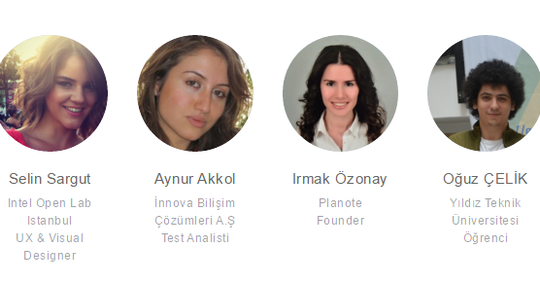 Selin Sargut
Intel Open Lab
Istanbul
UX & Visual
Designer
Aynur Akkol
İnnova Bilişim
Çözümleri A.Ş
Test Analisti
Irmak Özonay
Planote
Founder
Oğuz ÇELİK
Yıldız Teknik
Üniversitesi
Öğrenci